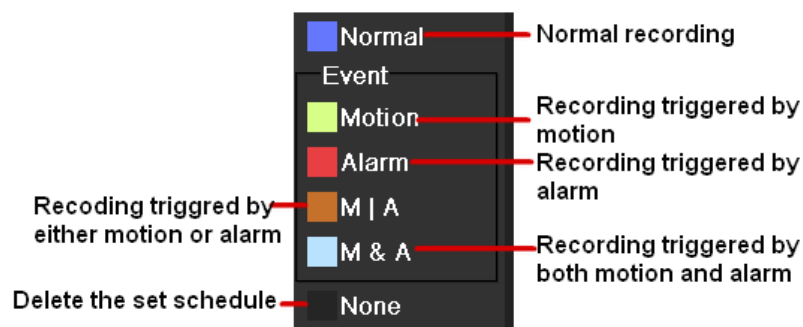 Normal
Normal recording
Event
Motion
Recording triggered by
motion
Alarm
Recording triggered by
alarm
Recoding triggred by
either motion or alarm
M | A
M & A
Recording triggered by
both motion and alarm
Delete the set schedule
None